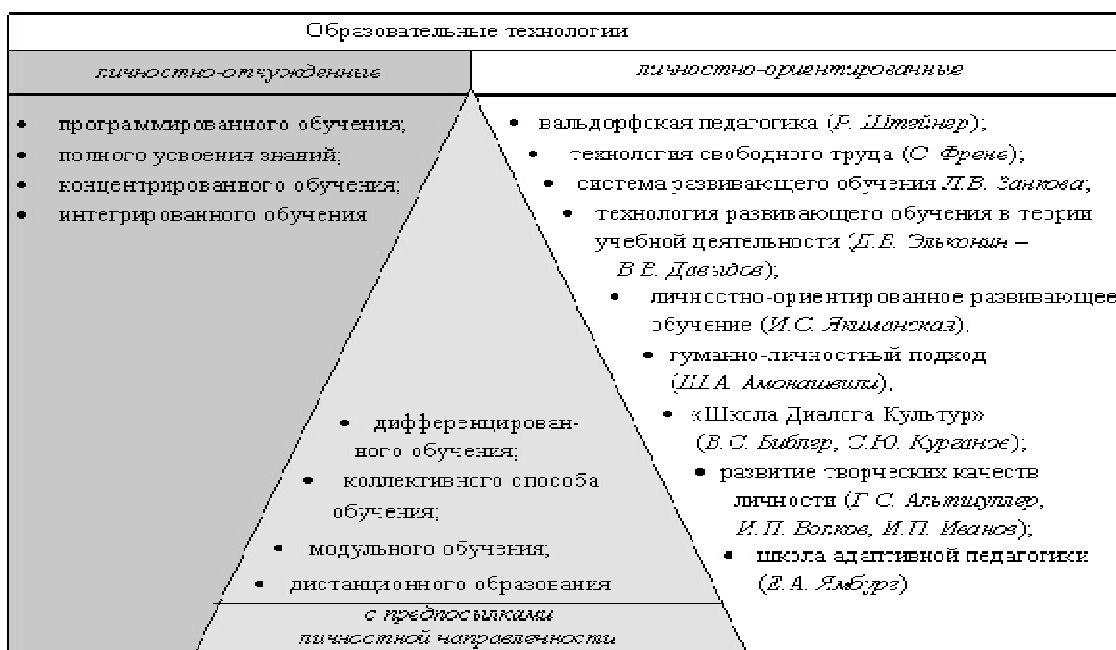 Образовательные технологии
личностно-отчужденные
личностно-ориентированные
• программированного обучения;
• полного усвоения знаний;
• концентрированного обучения;
• интегрированного обучения
• дифференцирован-
ного обучения;
• коллективного способа
обучения;
• модульного обучения;
• дистанционного образования
с предпосылками
личностной направленности
• вальдорфская педагогика (Р. Штейнер);
• технология свободного труда (С. Френе);
• система развивающего обучения Л.В. Занкова;
• технология развивающего обучения в теории
учебной деятельности (Д.Б. Эльконин –
В.В. Давыдов);
• личностно-ориентированное развивающее
обучение (И.С. Якиманская),
• гуманно-личностный подход
(Ш.А. Амонашвили),
• «Школа Диалога Культур»
(В.С. Библер, С.Ю. Курганов);
• развитие творческих качеств
личности (Г.С. Альтшуллер,
И.П. Волков, И.П. Иванов);
• школа адаптивной педагогики
(Е.А. Ямбург)